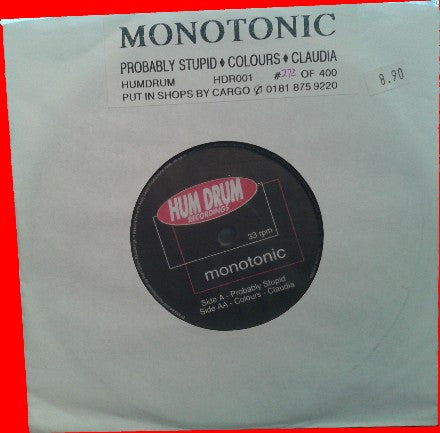 MONOTONIC
PROBABLY STUPID ♦ COLOURS ♦ CLAUDIA
HUMDRUM HDR001 #272 OF 400
PUT IN SHOPS BY CARGO ✆ 0181 875 9220
8.90
HUM DRUM
RECORDINGS
33 rpm
monotonic
Side A - Probably Stupid
Side AA - Colours - Claudia